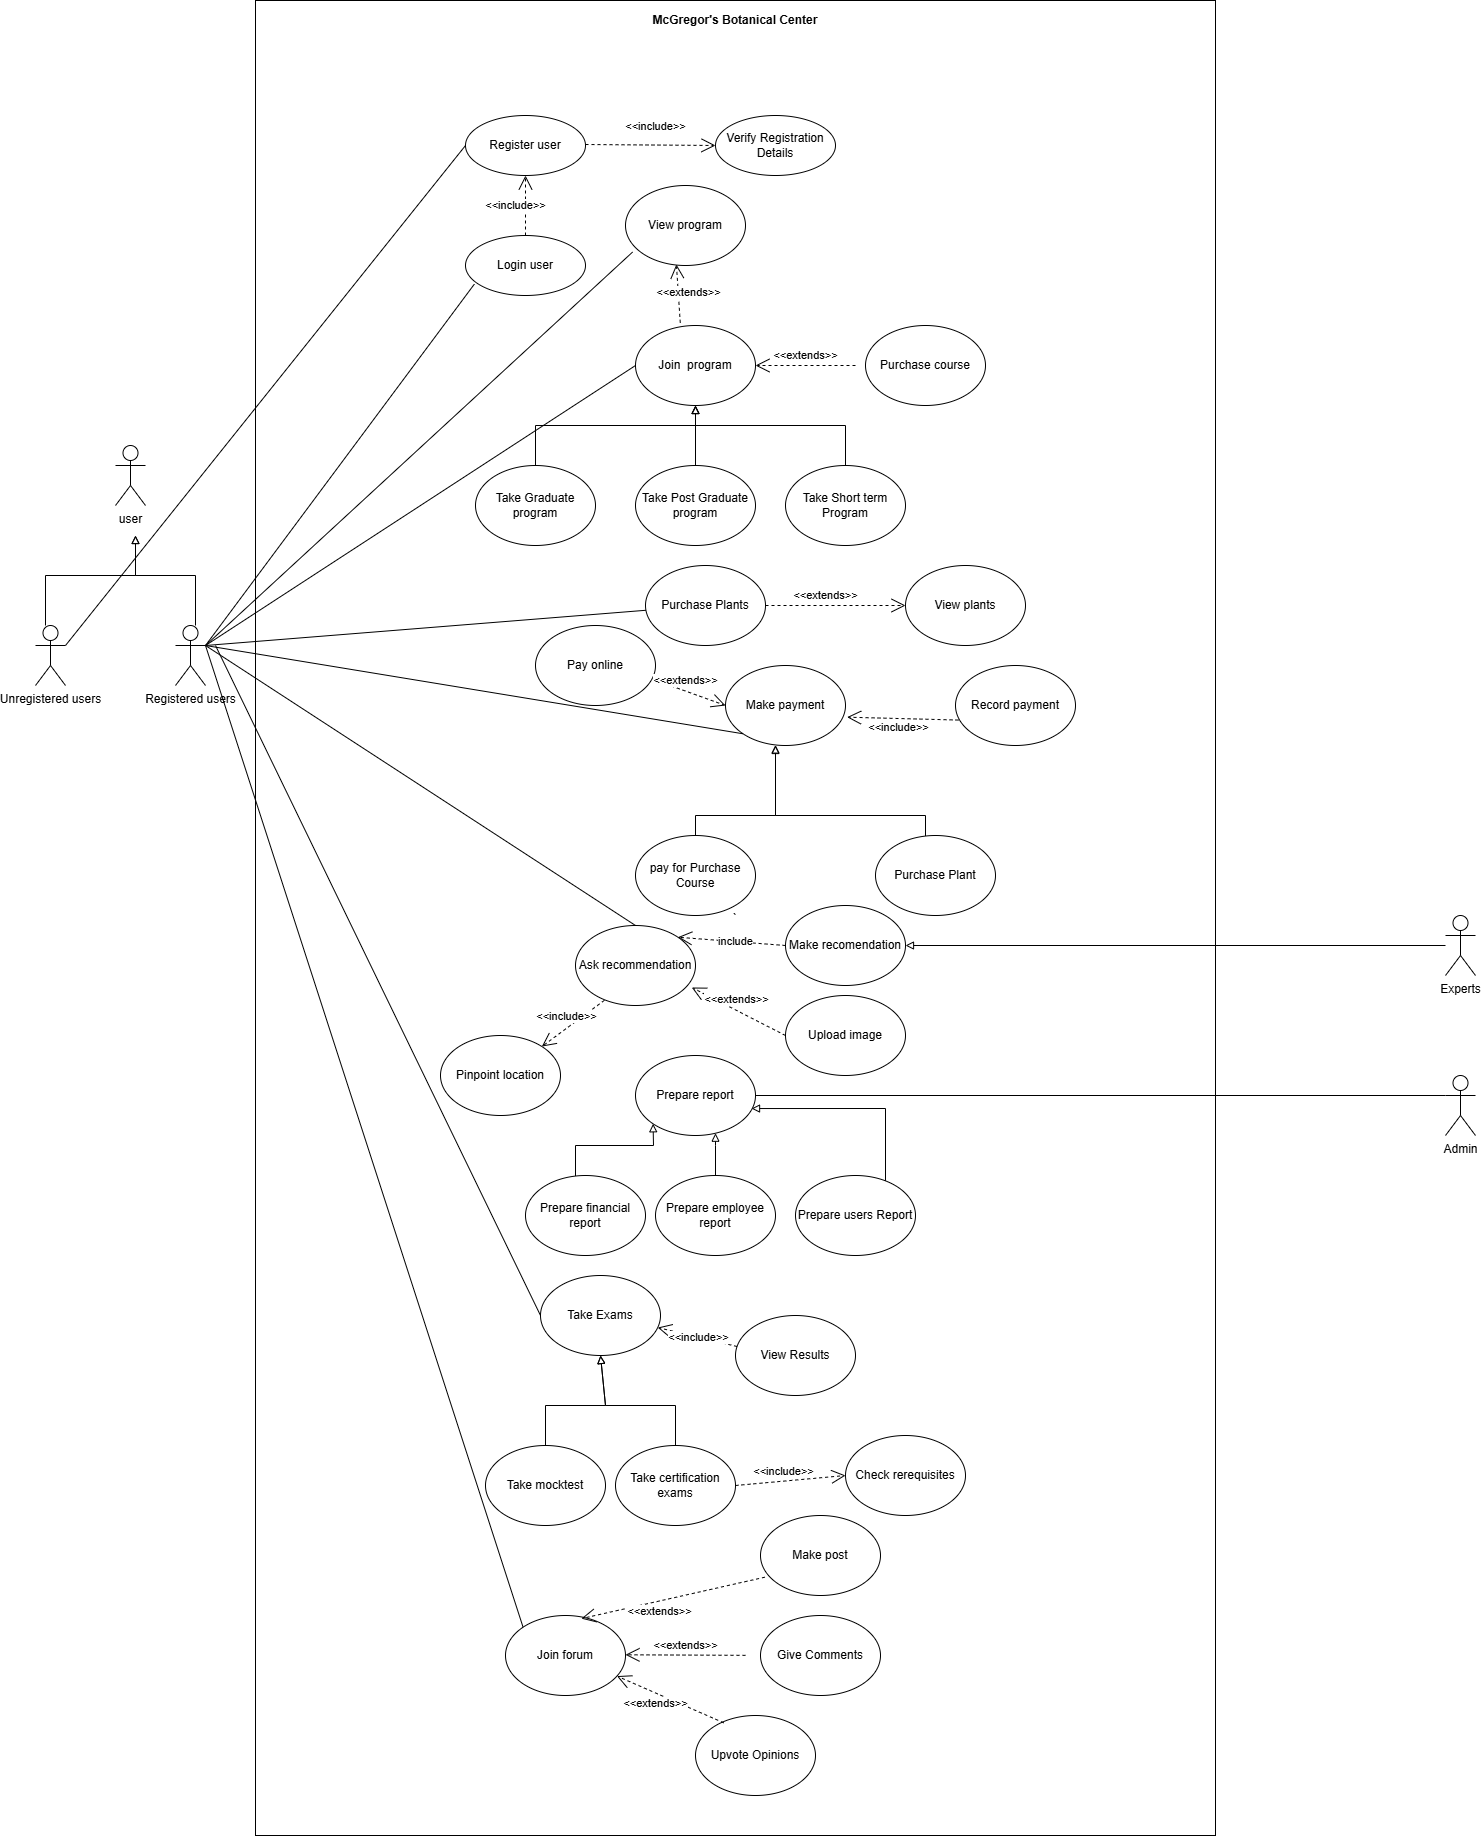 McGregor's Botanical Center
Register user
<<include>>
Verify Registration
Details
<<include>>
View program
Login user
<<extends>>
Join  program
<<extends>>
Purchase course
user
Take Graduate
program
Take Post Graduate
program
Take Short term
Program
Unregistered users
Registered users
Purchase Plants
<<extends>>
View plants
Pay online
<<extends>>
Make payment
<<include>>
Record payment
pay for Purchase
Course
Purchase Plant
Ask recommendation
include
Make recomendation
Experts
<<extends>>
Upload image
<<include>>
Pinpoint location
Prepare report
Admin
Prepare financial
report
Prepare employee
report
Prepare users Report
Take Exams
<<include>>
View Results
Take mocktest
Take certification
exams
<<include>>
Check rerequisites
Make post
<<extends>>
Join forum
<<extends>>
Give Comments
<<extends>>
Upvote Opinions